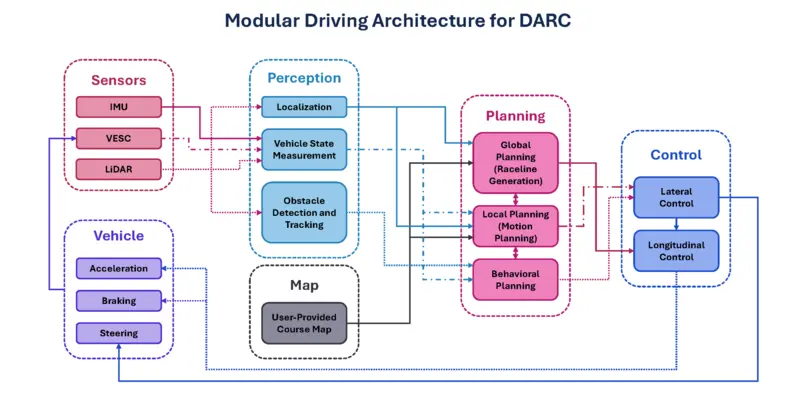 Modular Driving Architecture for DARC
Sensors
IMU
VESC
LiDAR
Vehicle
Acceleration
Braking
Steering
Perception
Localization
Vehicle State
Measurement
Obstacle
Detection and
Tracking
Map
User-Provided
Course Map
Planning
Global
Planning
(Raceline
Generation)
Local Planning
(Motion
Planning)
Behavioral
Planning
Control
Lateral
Control
Longitudinal
Control